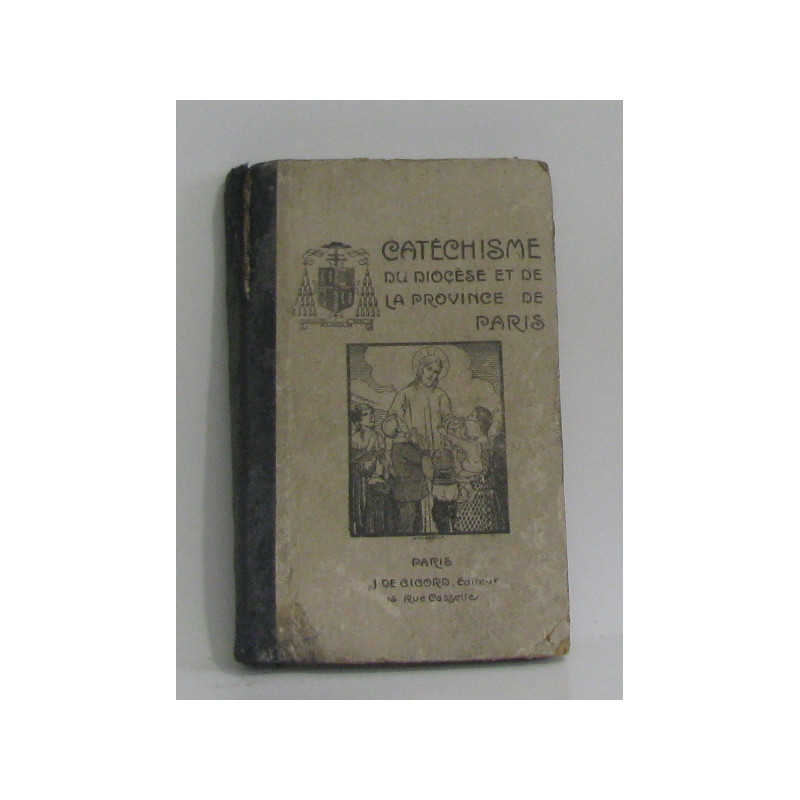 CATÉCHISME
DU DIOCÈSE ET DE
LA PROVINCE DE
PARIS
PARIS
J. DE GIGORD, Éditeur
15, Rue Cassette